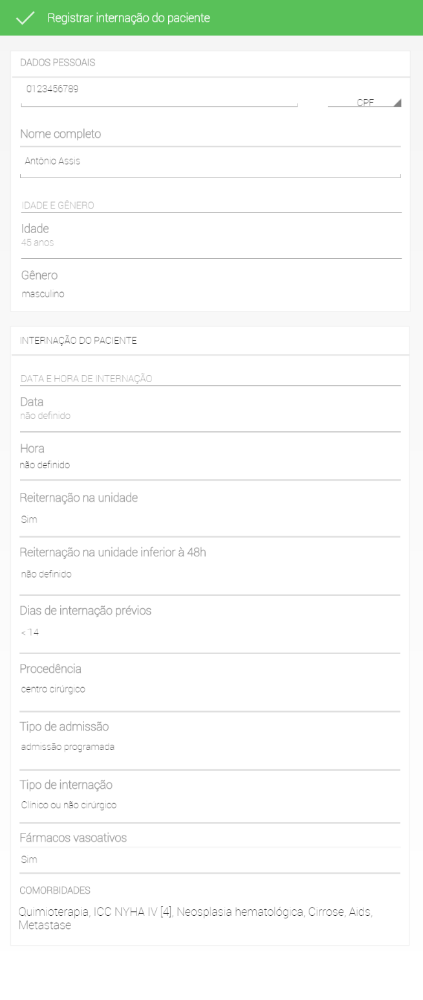 Registrar internação do paciente
DADOS PESSOAIS
0123456789
CPF
Nome completo
Antônio Assis
IDADE E GÊNERO
Idade
45 anos
Gênero
masculino
INTERNAÇÃO DO PACIENTE
DATA E HORA DE INTERNAÇÃO
Data
não definido
Hora
não definido
Reiternação na unidade
Sim
Reiternação na unidade inferior à 48h
não definido
Dias de internação prévios
< 14
Procedência
centro cirúrgico
Tipo de admissão
admissão programada
Tipo de internação
Clínico ou não cirúrgico
Fármacos vasoativos
Sim
COMORBIDADES
Quimioterapia, ICC NYHA IV [4], Neosplasia hematológica, Cirrose, Aids,
Metastase